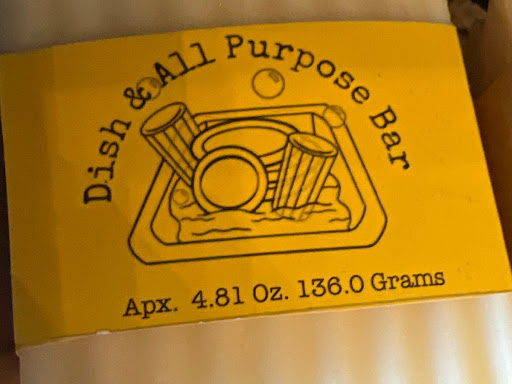 Dish & All Purpose Bar
Apx. 4.81 Oz. 136.0 Grams